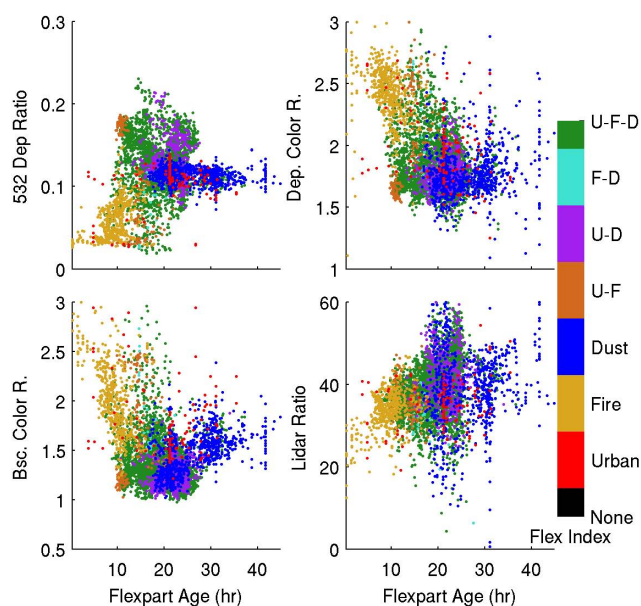 0.3
0.2
0.1
0
532 Dep Ratio
3
2.5
2
1.5
1
Dep. Color R.
3
2.5
2
1.5
1
0.5
Bsc. Color R.
10 20 30 40
Flexpart Age (hr)
60
40
20
0
Lidar Ratio
10 20 30 40
Flexpart Age (hr)
U-F-D
F-D
U-D
U-F
Dust
Fire
Urban
None
Flex Index